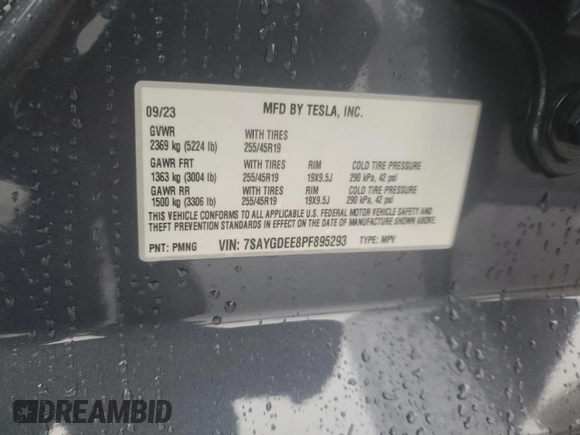 09/23 MFD BY TESLA, INC.
GVWR WITH TIRES
2369 kg (5224 lb) 255/45R19
GAWR FRT WITH TIRES RIM COLD TIRE PRESSURE
1363 kg (3004 lb) 255/45R19 19X9.5J 290 kPa, 42 psi
GAWR RR WITH TIRES RIM COLD TIRE PRESSURE
1500 kg (3306 lb) 255/45R19 19X9.5J 290 kPa, 42 psi
THIS VEHICLE CONFORMS TO ALL APPLICABLE U.S. FEDERAL MOTOR VEHICLE SAFETY AND
THEFT PREVENTION STANDARDS IN EFFECT ON THE DATE OF MANUFACTURE SHOWN ABOVE.
PNT: PMNG VIN: 7SAYGDEE8PF895293 TYPE: MPV
DREAMBID